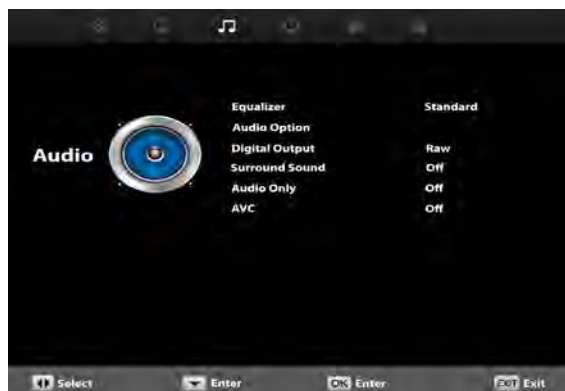 Equalizer Standard
Audio Option
Audio
Digital Output Raw
Surround Sound Off
Audio Only Off
AVC Off
Select Enter OK Enter EXIT Exit